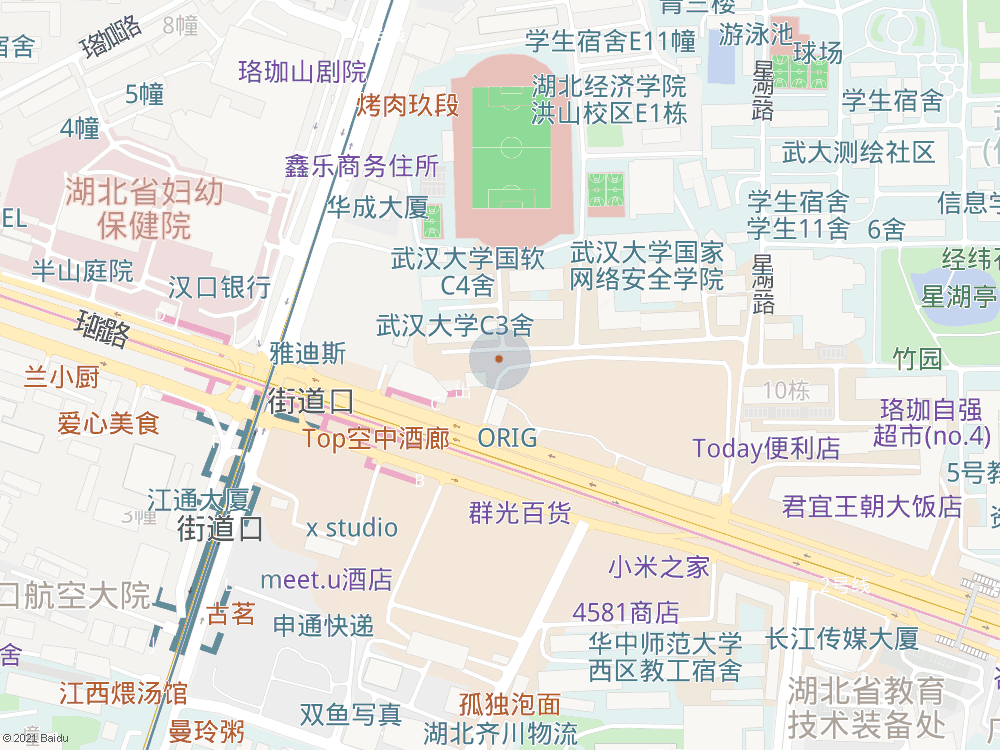 青三楼
8幢
珞珈路
宿舍
学生宿舍E11幢
游泳池
球场
珞珈山剧院
5幢
烤肉玖段
湖北经济学院
洪山校区E1栋
星湖一路
学生宿舍
4幢
武大测绘社区
鑫乐商务住所
湖北省妇幼
保健院
华成大厦
EL
学生宿舍
学生11舍
6舍
信息学
半山庭院
汉口银行
武汉大学国软
C4舍
武汉大学国家
网络安全学院
星湖一路
星湖亭
武汉大学C3舍
珞喻路
雅迪斯
竹园
兰小厨
街道口
10栋
爱心美食
Top空中酒廊
ORIG
珞珈自强
超市(no.4)
Today便利店
5号教
B
江通大厦
3幢
街道口
x studio
群光百货
君宜王朝大饭店
meet.u酒店
小米之家
2号线
口航空大院
古茗
申通快递
4581商店
华中师范大学
西区教工宿舍
长江传媒大厦
舍
江西煨汤馆
双鱼写真
孤独泡面
湖北省教育
技术装备处
曼玲粥
湖北齐川物流
© 2021 Baidu